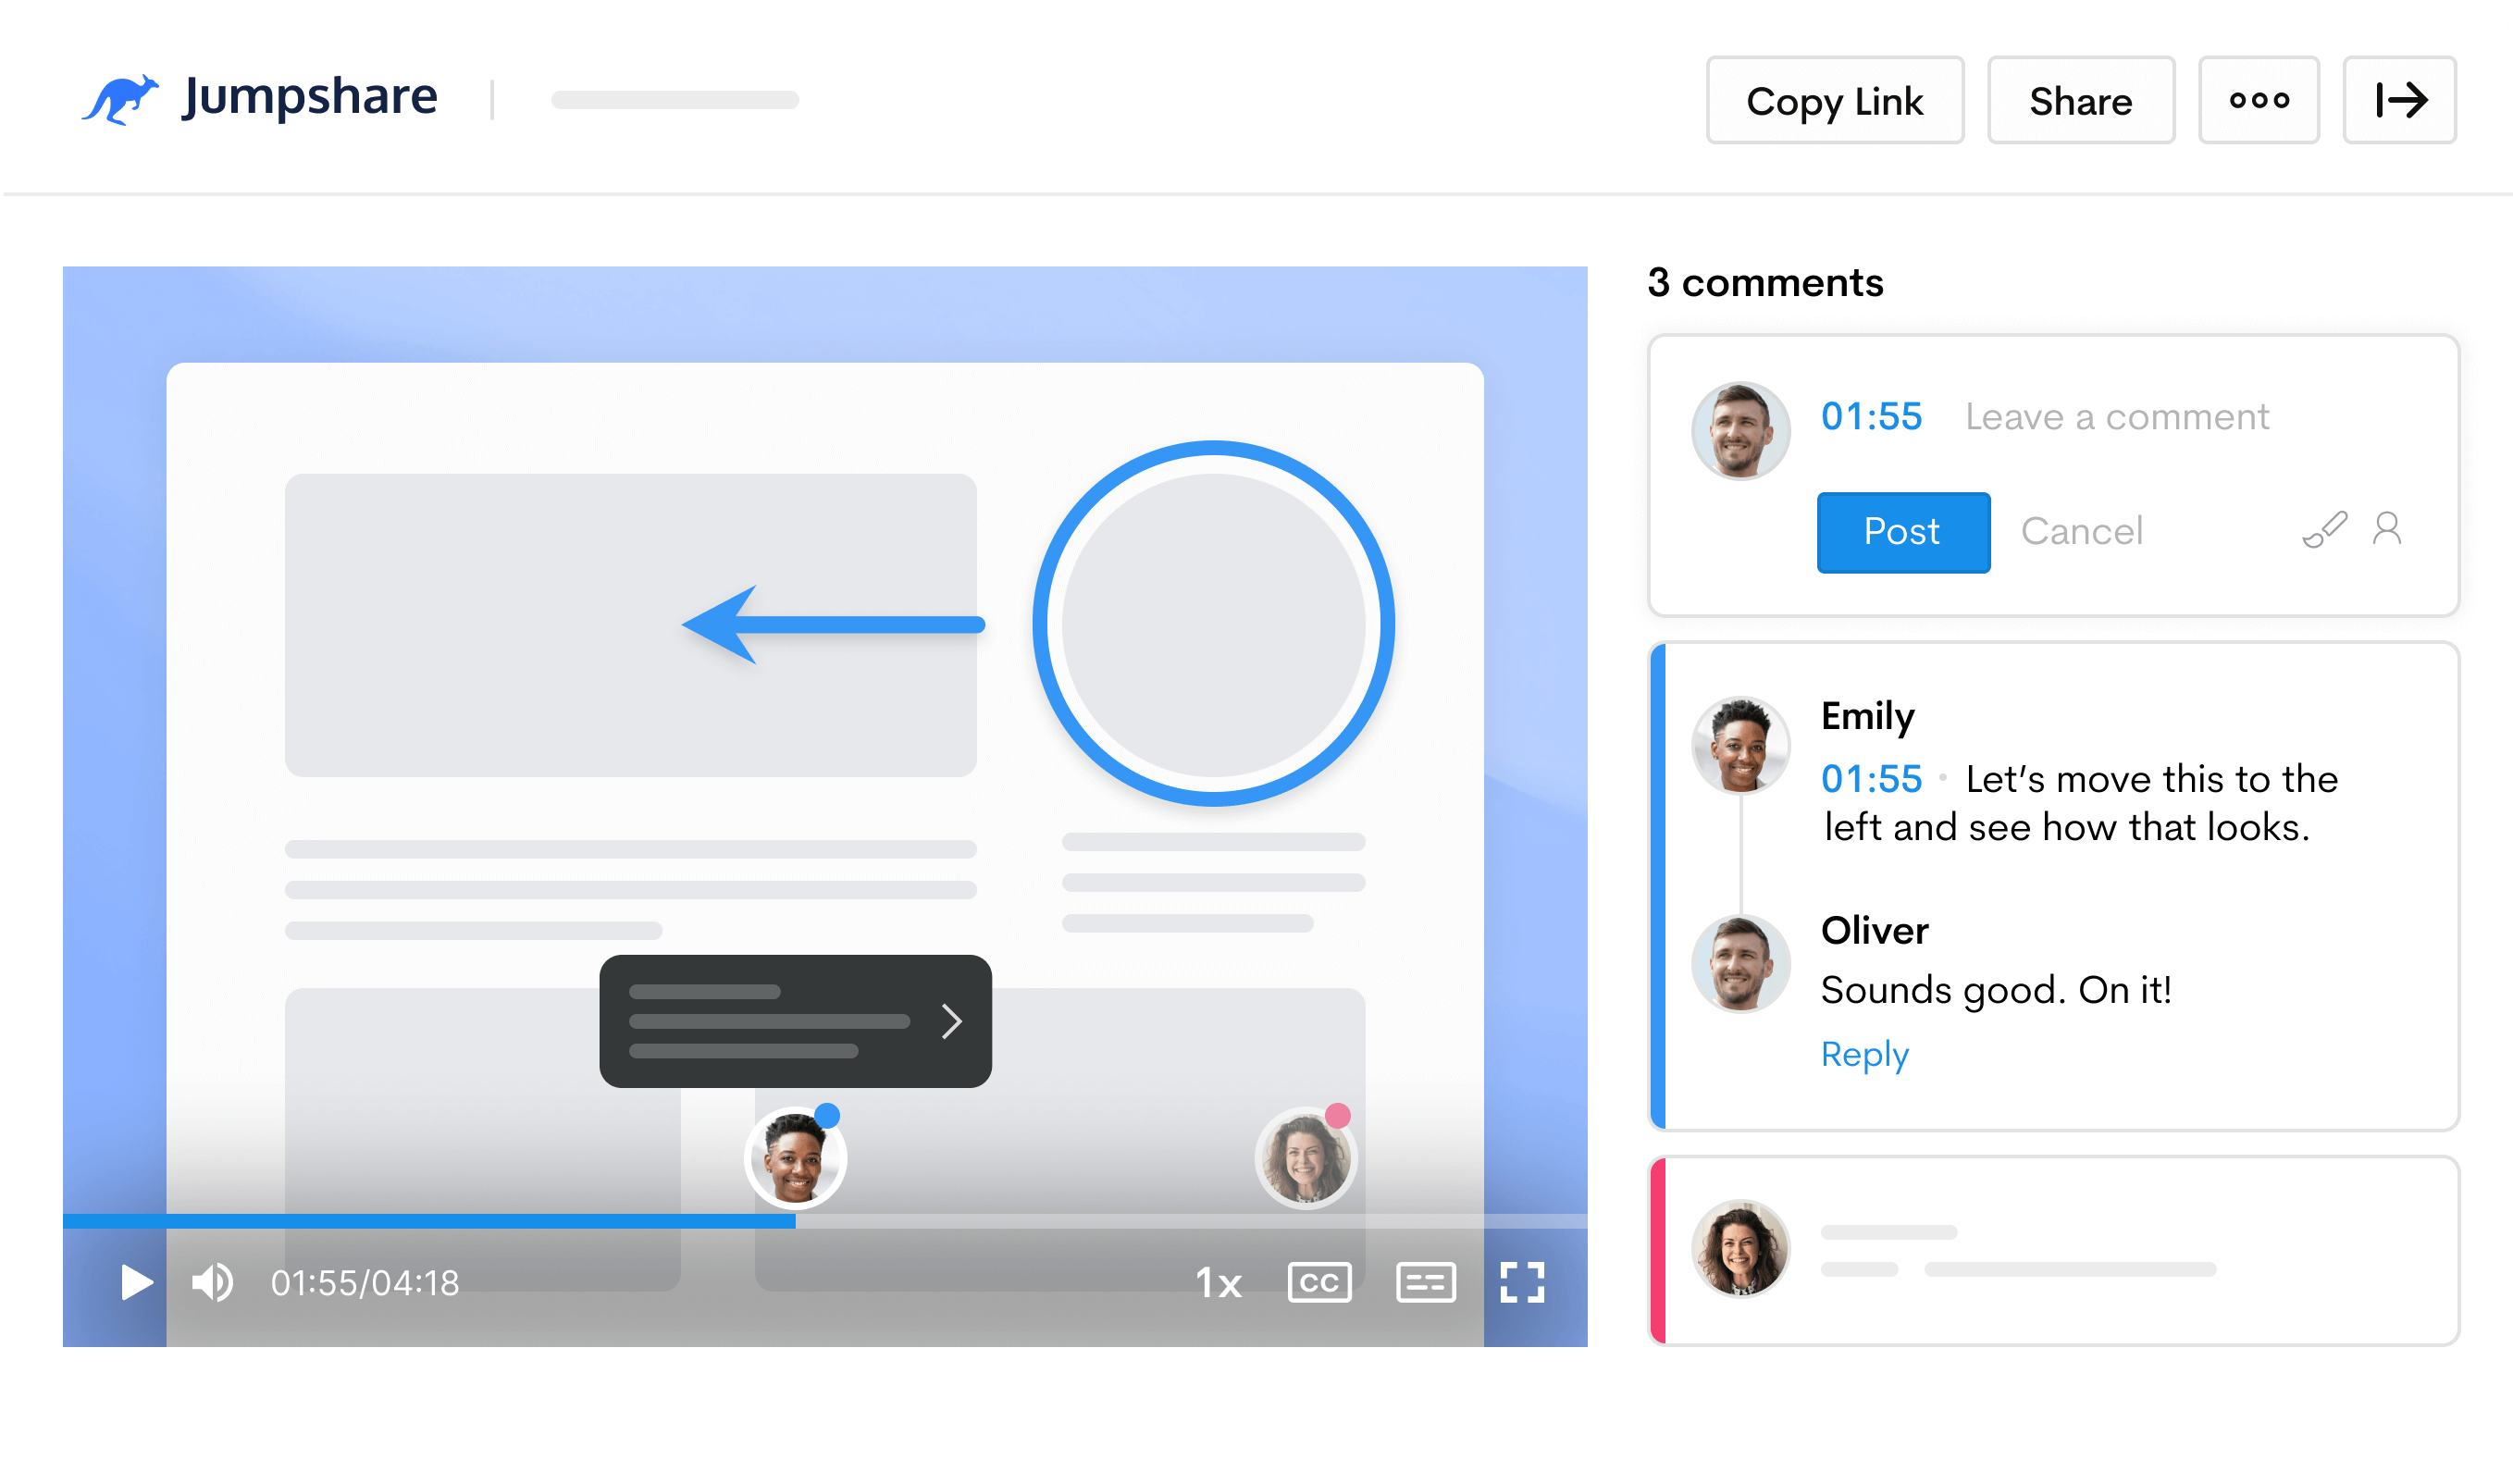 Jumpshare
Copy Link
Share
3 comments
01:55 Leave a comment
Post
Cancel
Emily
01:55 • Let’s move this to the
left and see how that looks.
Oliver
Sounds good. On it!
Reply
01:55/04:18
1x
CC